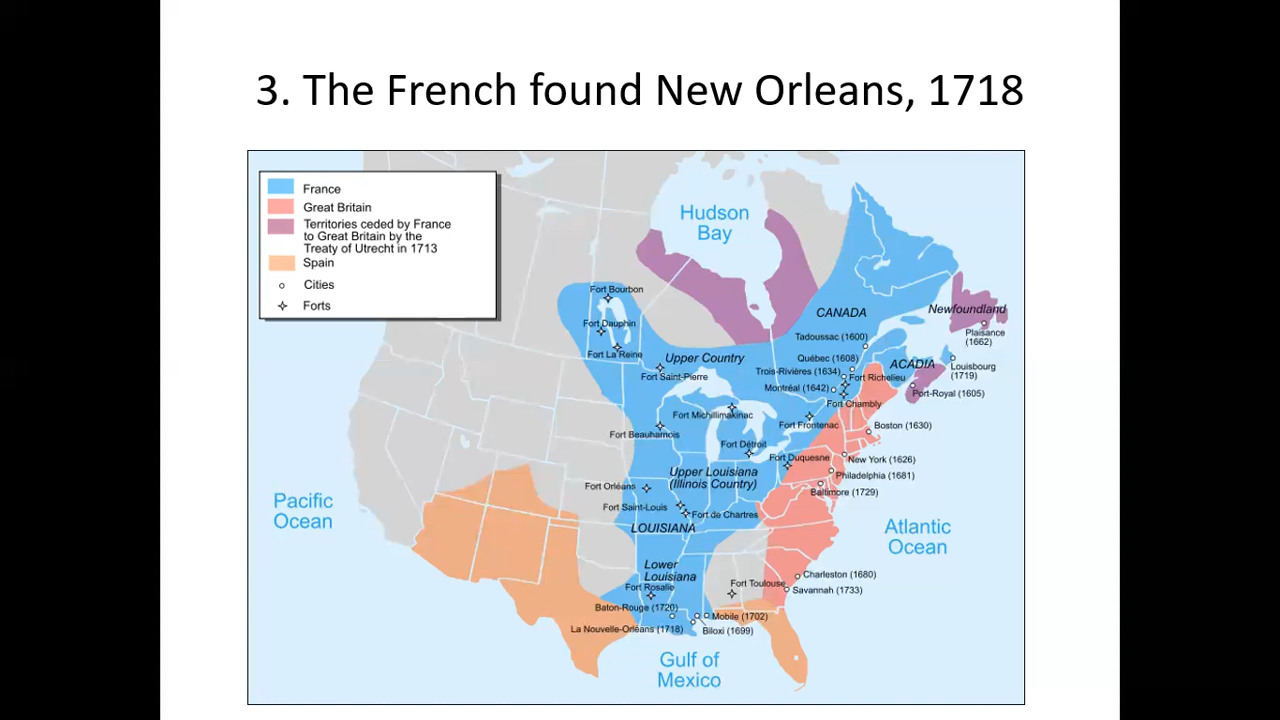 3. The French found New Orleans, 1718
France
Great Britain
Territories ceded by France
to Great Britain by the
Treaty of Utrecht in 1713
Spain
Cities
Forts
Hudson
Bay
Fort Bourbon
Fort Dauphin
Fort La Reine
Fort Saint-Pierre
Upper Country
CANADA
Newfoundland
Plaisance
(1662)
Tadoussac (1600)
Québec (1608)
ACADIA
Louisbourg
(1719)
Trois-Rivières (1634)
Fort Richelieu
Montréal (1642)
Port-Royal (1605)
Fort Chambly
Fort Michillimakinac
Fort Frontenac
Boston (1630)
Fort Beauharnois
Fort Détroit
Fort Duquesne
New York (1626)
Philadelphia (1681)
Upper Louisiana
(Illinois Country)
Fort Orléans
Baltimore (1729)
Fort Saint-Louis
Fort de Chartres
LOUISIANA
Pacific
Ocean
Atlantic
Ocean
Lower
Louisiana
Charleston (1680)
Fort Rosalie
Fort Toulouse
Savannah (1733)
Baton-Rouge (1720)
Mobile (1702)
La Nouvelle-Orléans (1718)
Biloxi (1699)
Gulf of
Mexico